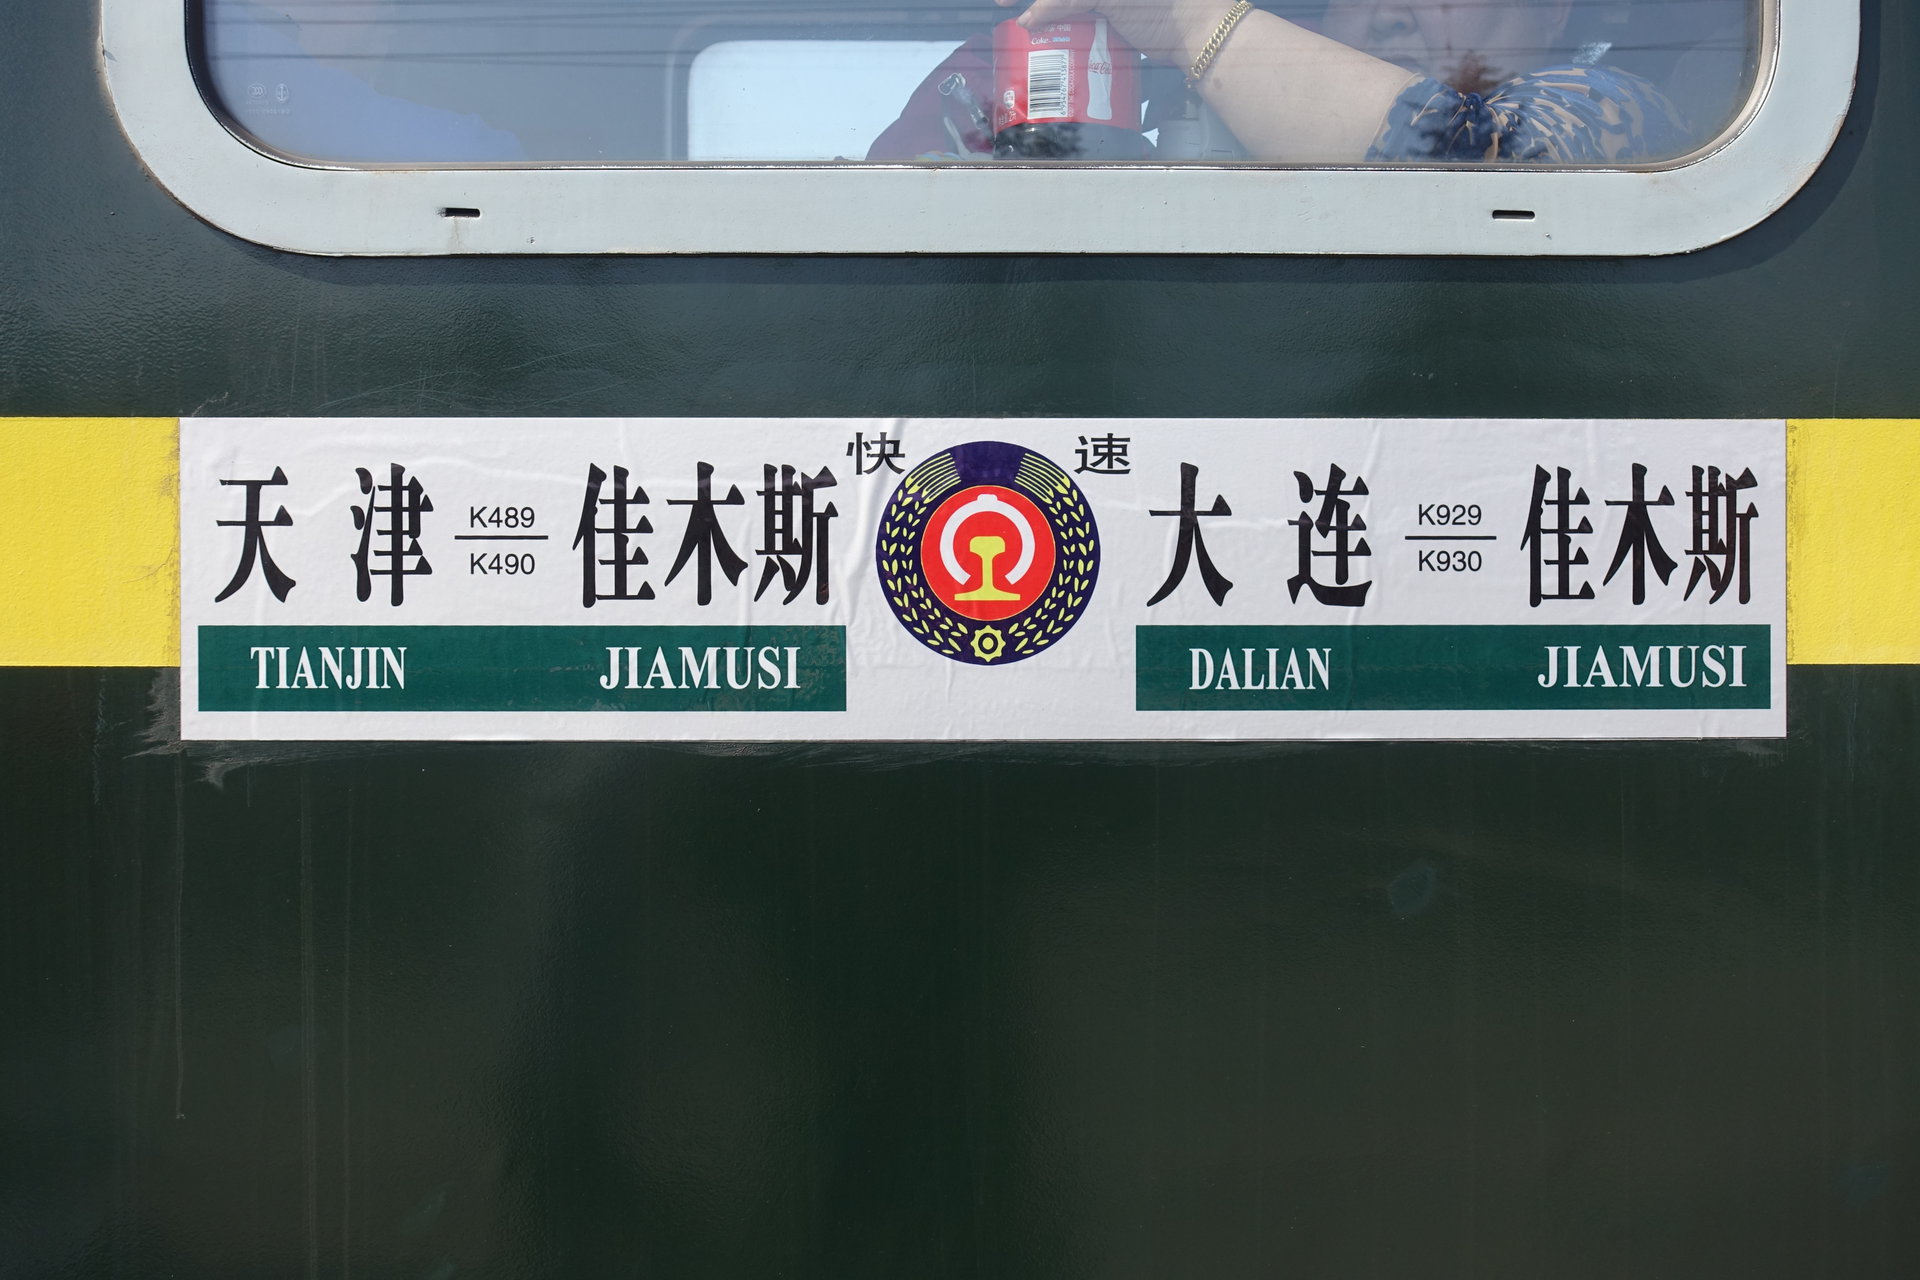 Coke
快 速
天 津 K489 佳木斯 大 连 K929 佳木斯
K490 K930
TIANJIN JIAMUSI DALIAN JIAMUSI